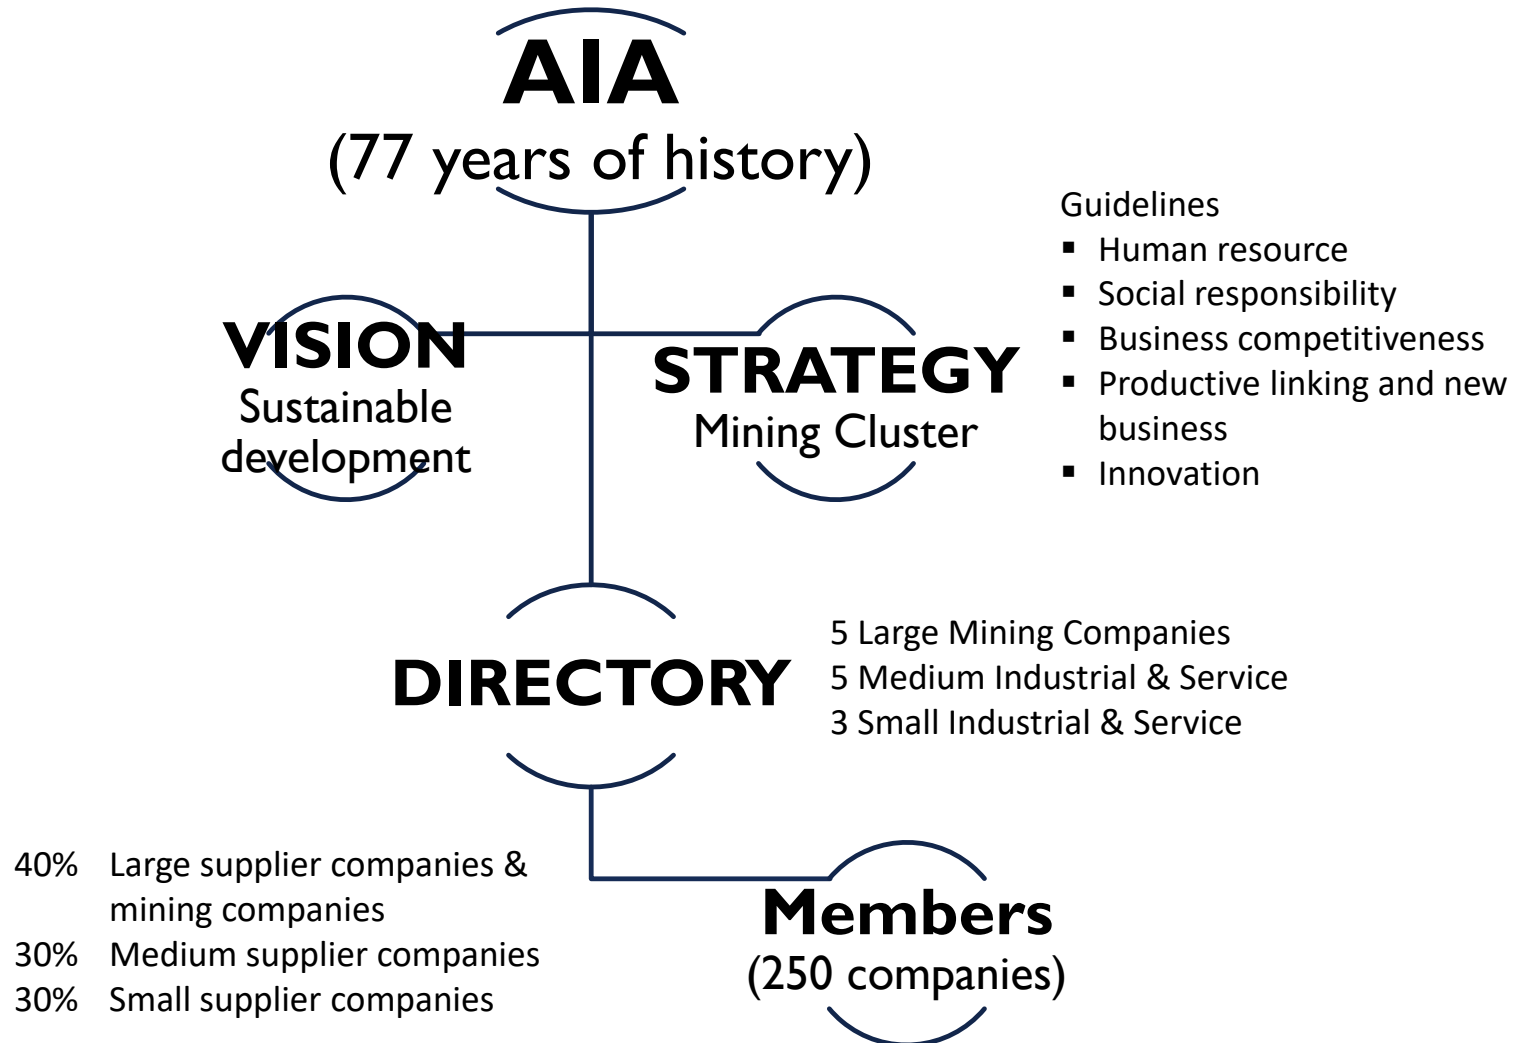 AIA
(77 years of history)
VISION
Sustainable
development
STRATEGY
Mining Cluster
Guidelines
▪ Human resource
▪ Social responsibility
▪ Business competitiveness
▪ Productive linking and new
business
▪ Innovation
DIRECTORY
5 Large Mining Companies
5 Medium Industrial & Service
3 Small Industrial & Service
40% Large supplier companies &
mining companies
30% Medium supplier companies
30% Small supplier companies
Members
(250 companies)